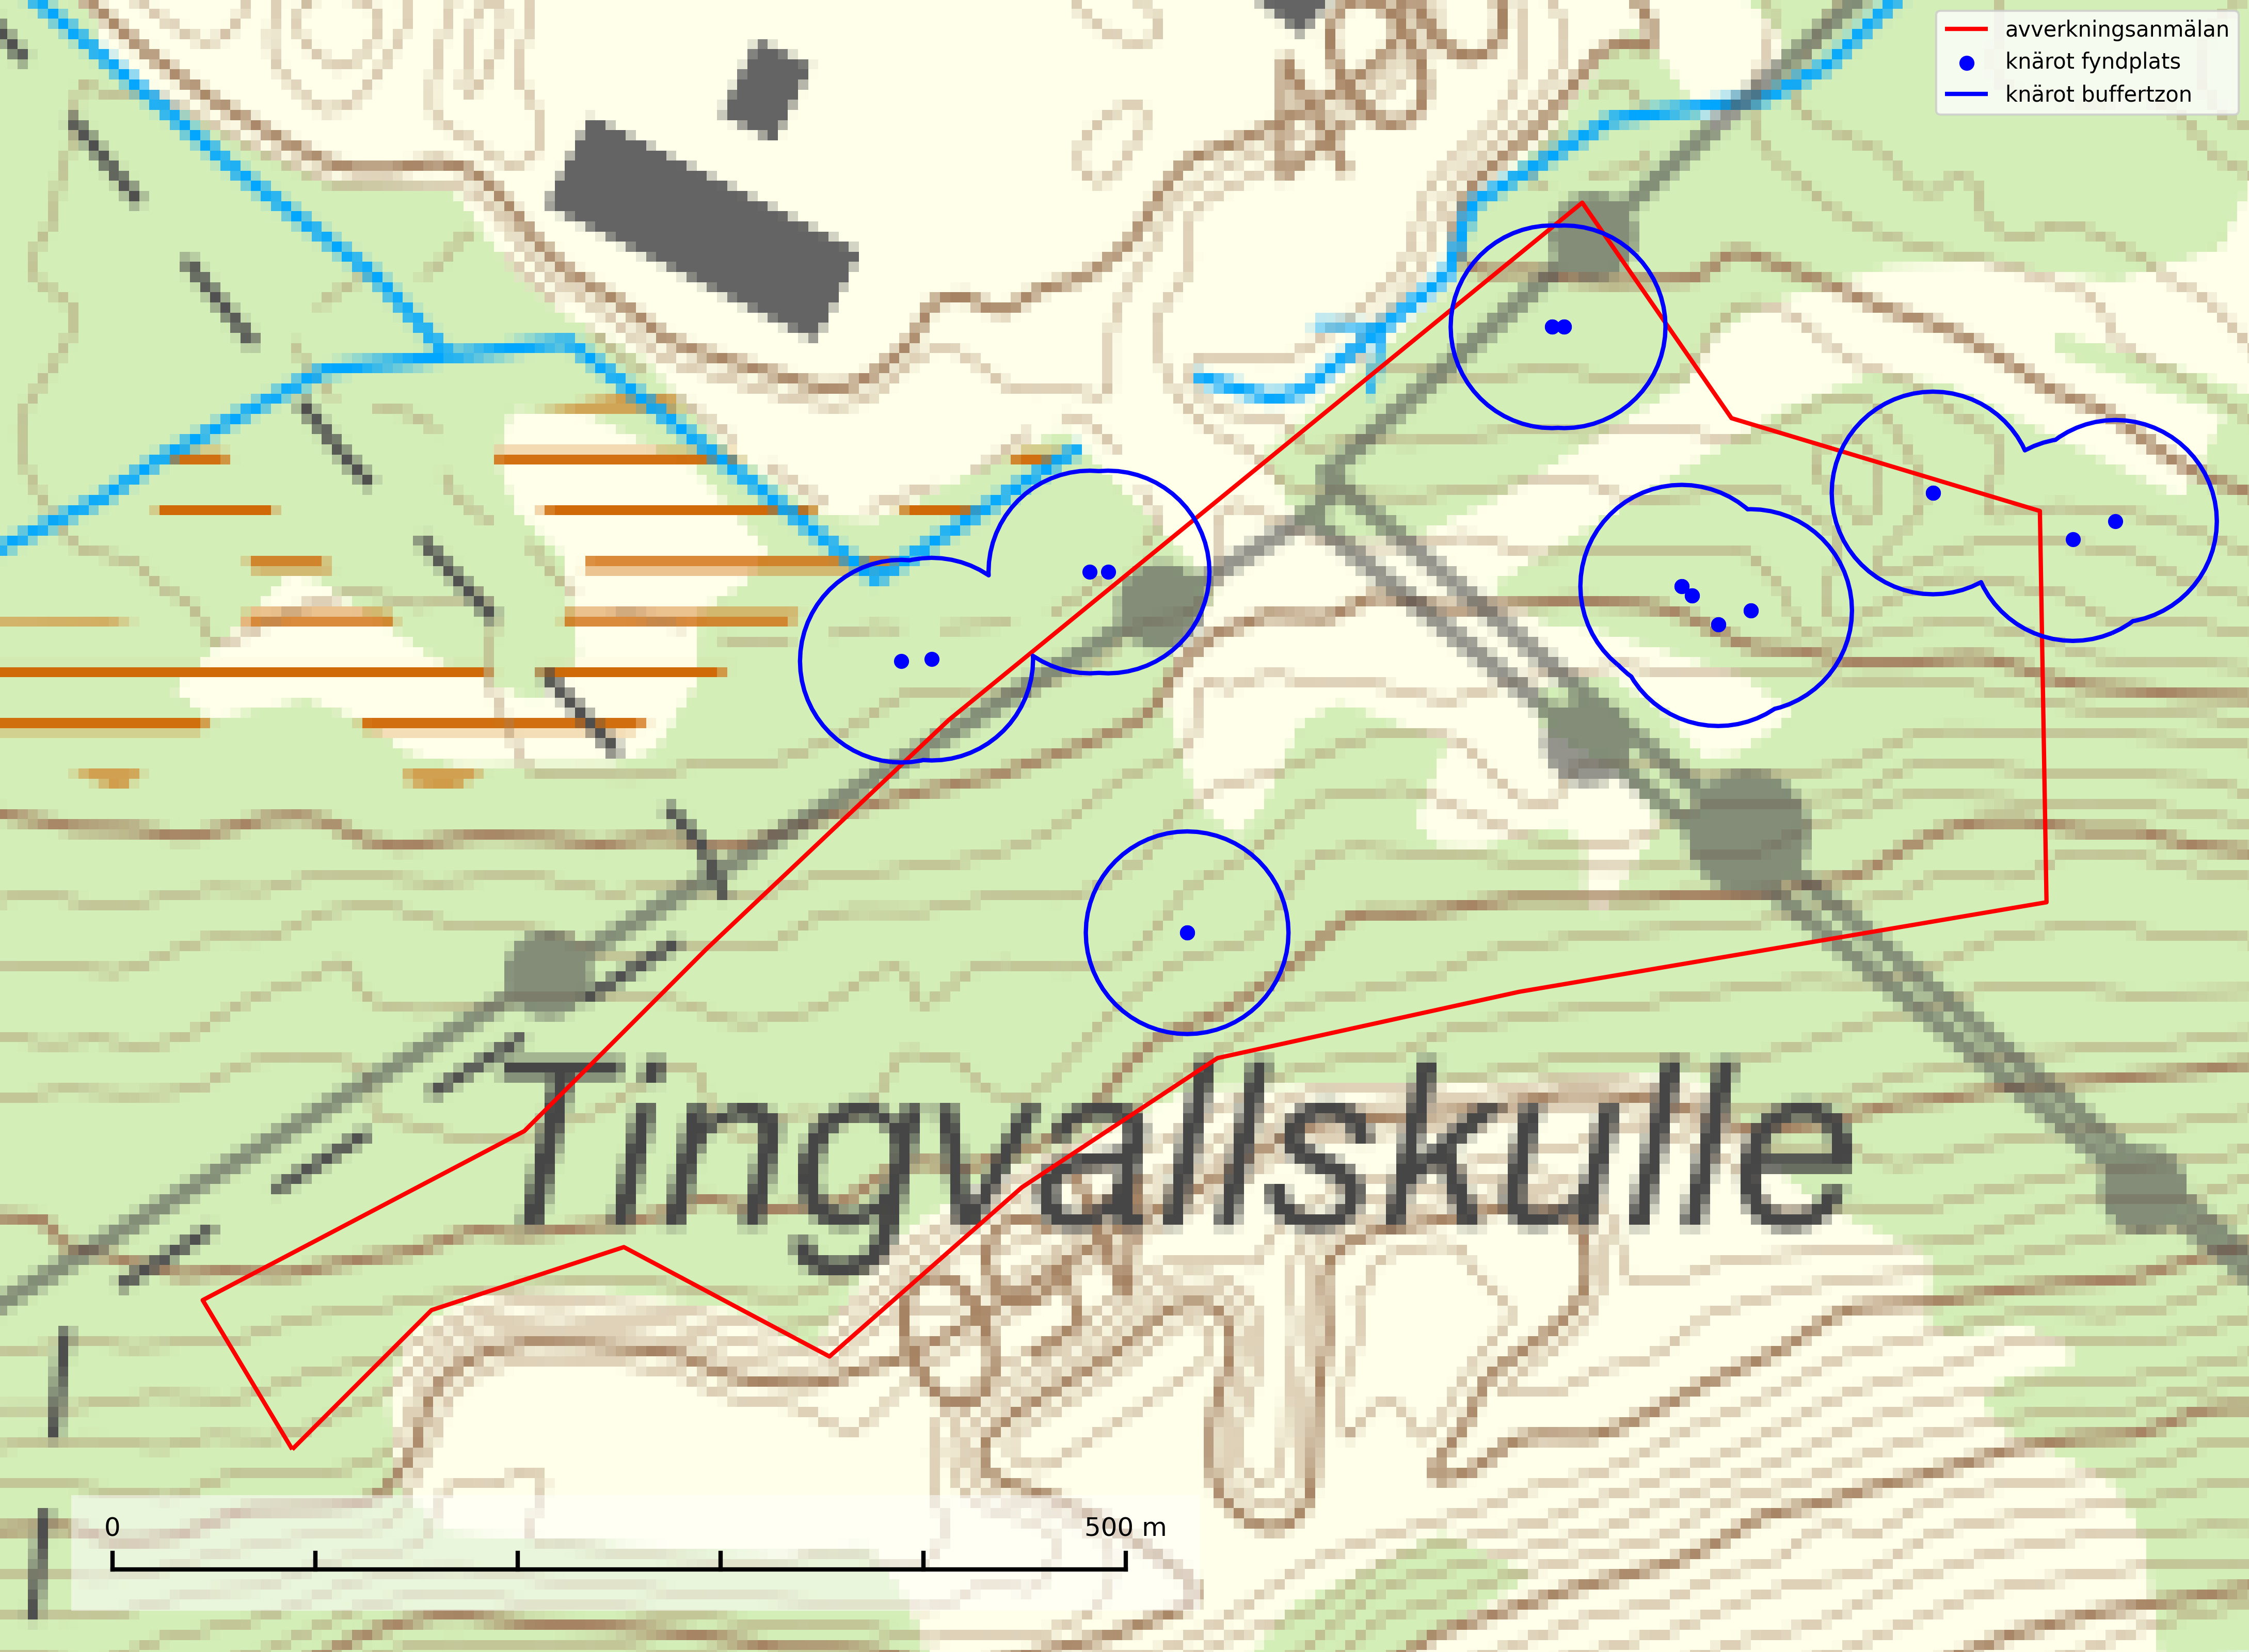 avverkningsanmälan
knärot fyndplats
knärot buffertzon
Tingvallskulle
0 500 m